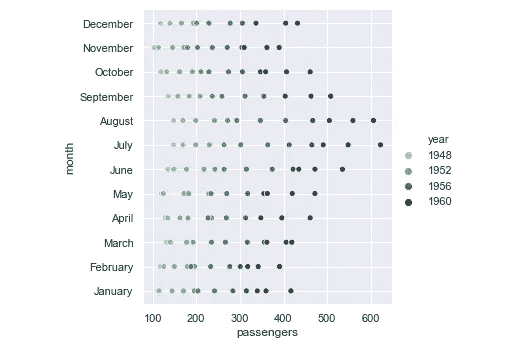 December
November
October
September
August
July
June
May
April
March
February
January
month
100 200 300 400 500 600
passengers
year
1948
1952
1956
1960